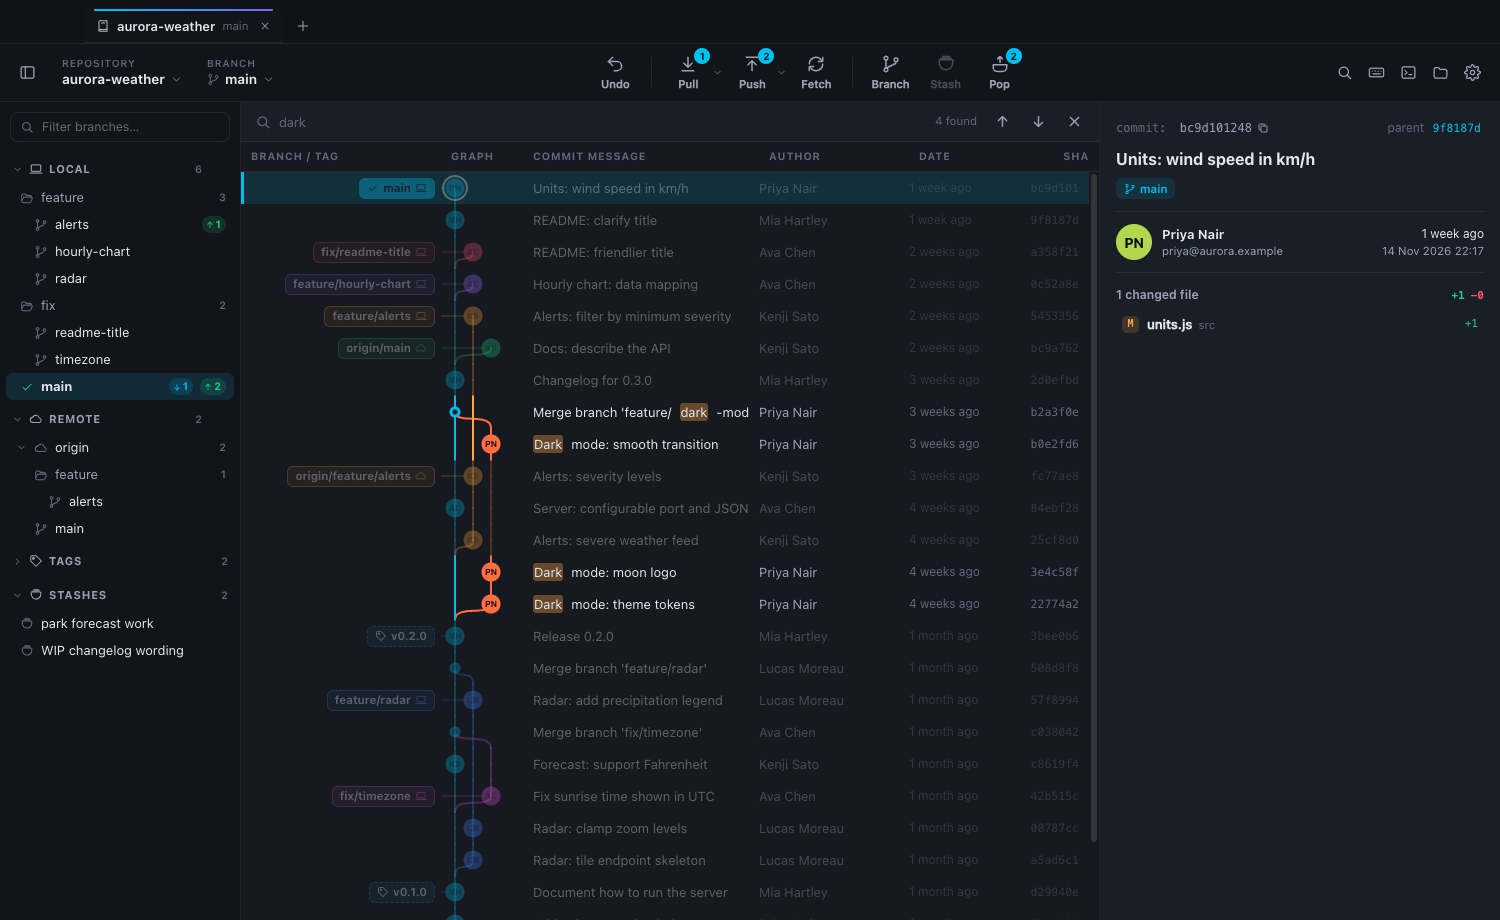 aurora-weather main
REPOSITORY
aurora-weather
BRANCH
main
Undo
Pull 1
Push 2
Fetch
Branch
Stash
Pop 2
Filter branches...
LOCAL 6
feature 3
alerts ↑1
hourly-chart
radar
fix 2
readme-title
timezone
main ↓1 ↑2
REMOTE 2
origin 2
feature 1
alerts
main
TAGS 2
STASHES 2
park forecast work
WIP changelog wording
dark 4 found
BRANCH / TAG GRAPH COMMIT MESSAGE AUTHOR DATE SHA
main Units: wind speed in km/h Priya Nair 1 week ago bc9d101
README: clarify title Mia Hartley 1 week ago 9f8187d
fix/readme-title README: friendlier title Ava Chen 2 weeks ago a358f21
feature/hourly-chart Hourly chart: data mapping Ava Chen 2 weeks ago 0c52a8e
feature/alerts Alerts: filter by minimum severity Kenji Sato 2 weeks ago 5453356
origin/main Docs: describe the API Kenji Sato 2 weeks ago bc9a762
Changelog for 0.3.0 Mia Hartley 3 weeks ago 2d0efbd
Merge branch 'feature/ dark -mod Priya Nair 3 weeks ago b2a3f0e
PN Dark mode: smooth transition Priya Nair 3 weeks ago b0e2fd6
origin/feature/alerts Alerts: severity levels Kenji Sato 3 weeks ago fc77ae8
Server: configurable port and JSON Ava Chen 4 weeks ago 84ebf28
Alerts: severe weather feed Kenji Sato 4 weeks ago 25cf8d0
PN Dark mode: moon logo Priya Nair 4 weeks ago 3e4c58f
PN Dark mode: theme tokens Priya Nair 4 weeks ago 22774a2
v0.2.0 Release 0.2.0 Mia Hartley 1 month ago 3bee0b6
Merge branch 'feature/radar' Lucas Moreau 1 month ago 508d8f8
feature/radar Radar: add precipitation legend Lucas Moreau 1 month ago 57f8994
Merge branch 'fix/timezone' Ava Chen 1 month ago c038042
Forecast: support Fahrenheit Kenji Sato 1 month ago c8619f4
fix/timezone Fix sunrise time shown in UTC Ava Chen 1 month ago 42b515c
Radar: clamp zoom levels Lucas Moreau 1 month ago 00787cc
Radar: tile endpoint skeleton Lucas Moreau 1 month ago a5ad6c1
v0.1.0 Document how to run the server Mia Hartley 1 month ago d29940e
commit: bc9d101248 parent 9f8187d
Units: wind speed in km/h
main
PN
Priya Nair 1 week ago
priya@aurora.example 14 Nov 2026 22:17
1 changed file +1 −0
M units.js src +1